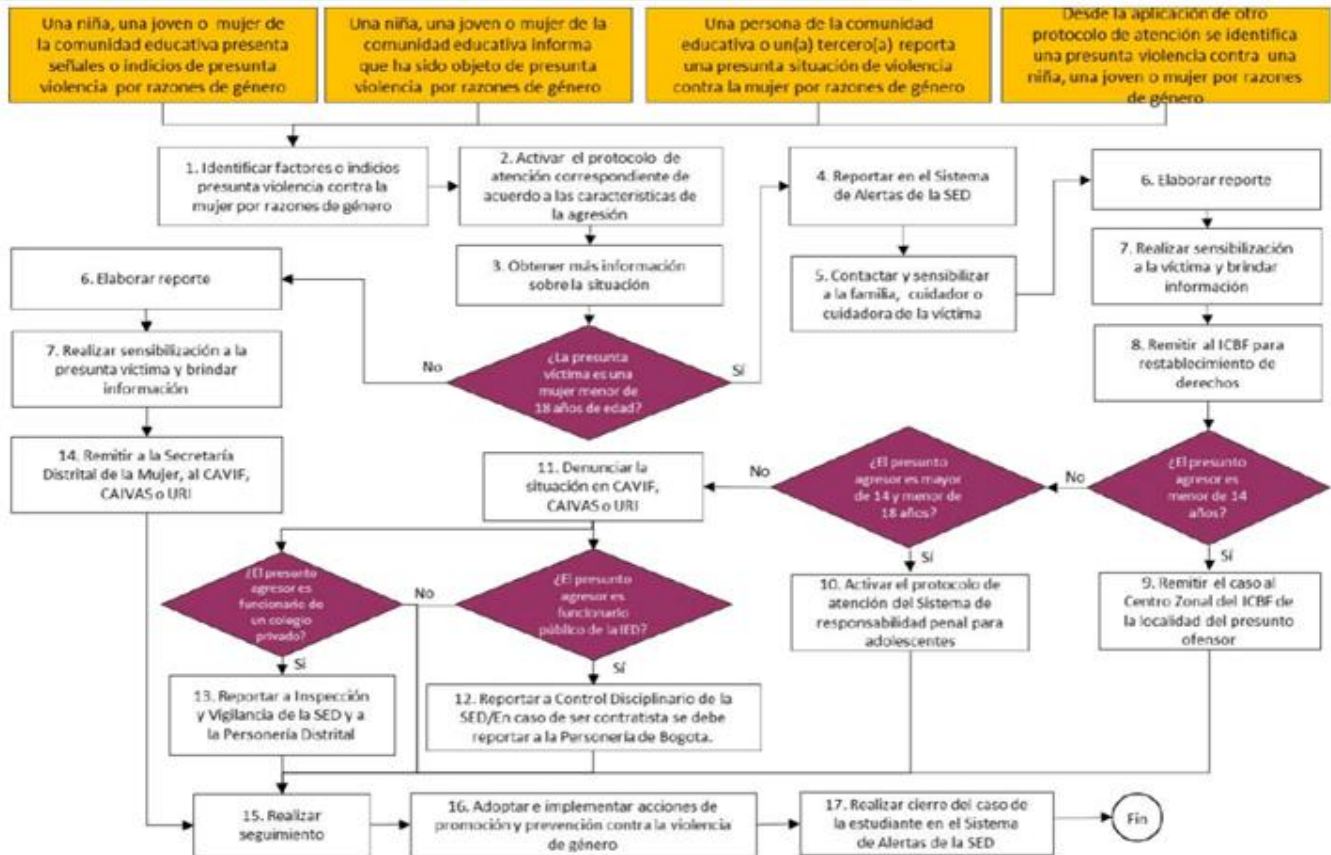 Una niña, una joven o mujer de
la comunidad educativa presenta
señales o indicios de presunta
violencia por razones de género
Una niña, una joven o mujer de la
comunidad educativa informa
que ha sido objeto de presunta
violencia por razones de género
Una persona de la comunidad
educativa o un(a) tercero(a) reporta
una presunta situación de violencia
contra la mujer por razones de género
Desde la aplicación de otro
protocolo de atención se identifica
una presunta violencia contra una
niña, una joven o mujer por razones
de género
1. Identificar factores o indicios
presunta violencia contra la
mujer por razones de género
2. Activar el protocolo de
atención correspondiente de
acuerdo a las características de
la agresión
4. Reportar en el Sistema
de Alertas de la SED
6. Elaborar reporte
3. Obtener más información
sobre la situación
5. Contactar y sensibilizar
a la familia, cuidador o
cuidadora de la víctima
7. Realizar sensibilización
a la víctima y brindar
información
6. Elaborar reporte
7. Realizar sensibilización a la
presunta víctima y brindar
información
No
¿La presunta
víctima es una
mujer menor de
18 años de edad?
Sí
8. Remitir al ICBF para
restablecimiento de
derechos
14. Remitir a la Secretaría
Distrital de la Mujer, al CAVIF,
CAIVAS o URI
11. Denunciar la
situación en CAVIF,
CAIVAS o URI
No
¿El presunto
agresor es mayor
de 14 y menor de
18 años?
No
¿El presunto
agresor es
menor de 14
años?
Sí
Sí
¿El presunto
agresor es
funcionario de
un colegio
privado?
No
¿El presunto
agresor es
funcionario
público de la IED?
10. Activar el protocolo de
atención del Sistema de
responsabilidad penal para
adolescentes
9. Remitir el caso al
Centro Zonal del ICBF de
la localidad del presunto
ofensor
Sí
Sí
13. Reportar a Inspección
y Vigilancia de la SED y a
la Personería Distrital
No
12. Reportar a Control Disciplinario de la
SED/En caso de ser contratista se debe
reportar a la Personería de Bogota.
15. Realizar
seguimiento
16. Adoptar e implementar acciones de
promoción y prevención contra la violencia
de género
17. Realizar cierre del caso de
la estudiante en el Sistema
de Alertas de la SED
Fin